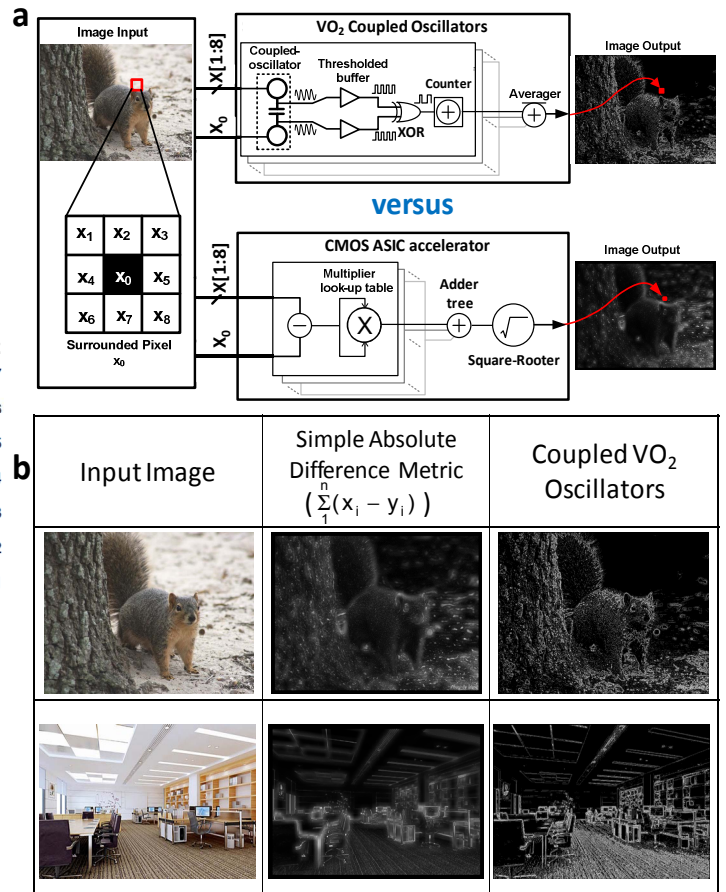 a
Image Input
VO₂ Coupled Oscillators
Coupled-
oscillator
Thresholded
buffer
Counter
XOR
Averager
Image Output
X[1:8]
X₀
x₁ x₂ x₃
x₄ x₀ x₅
x₆ x₇ x₈
Surrounded Pixel
x₀
versus
CMOS ASIC accelerator
X[1:8]
X₀
Multiplier
look-up table
X
Adder
tree
Square-Rooter
Image Output
b
Input Image
Simple Absolute
Difference Metric
( n Σ 1 (xᵢ − yᵢ) )
Coupled VO₂
Oscillators